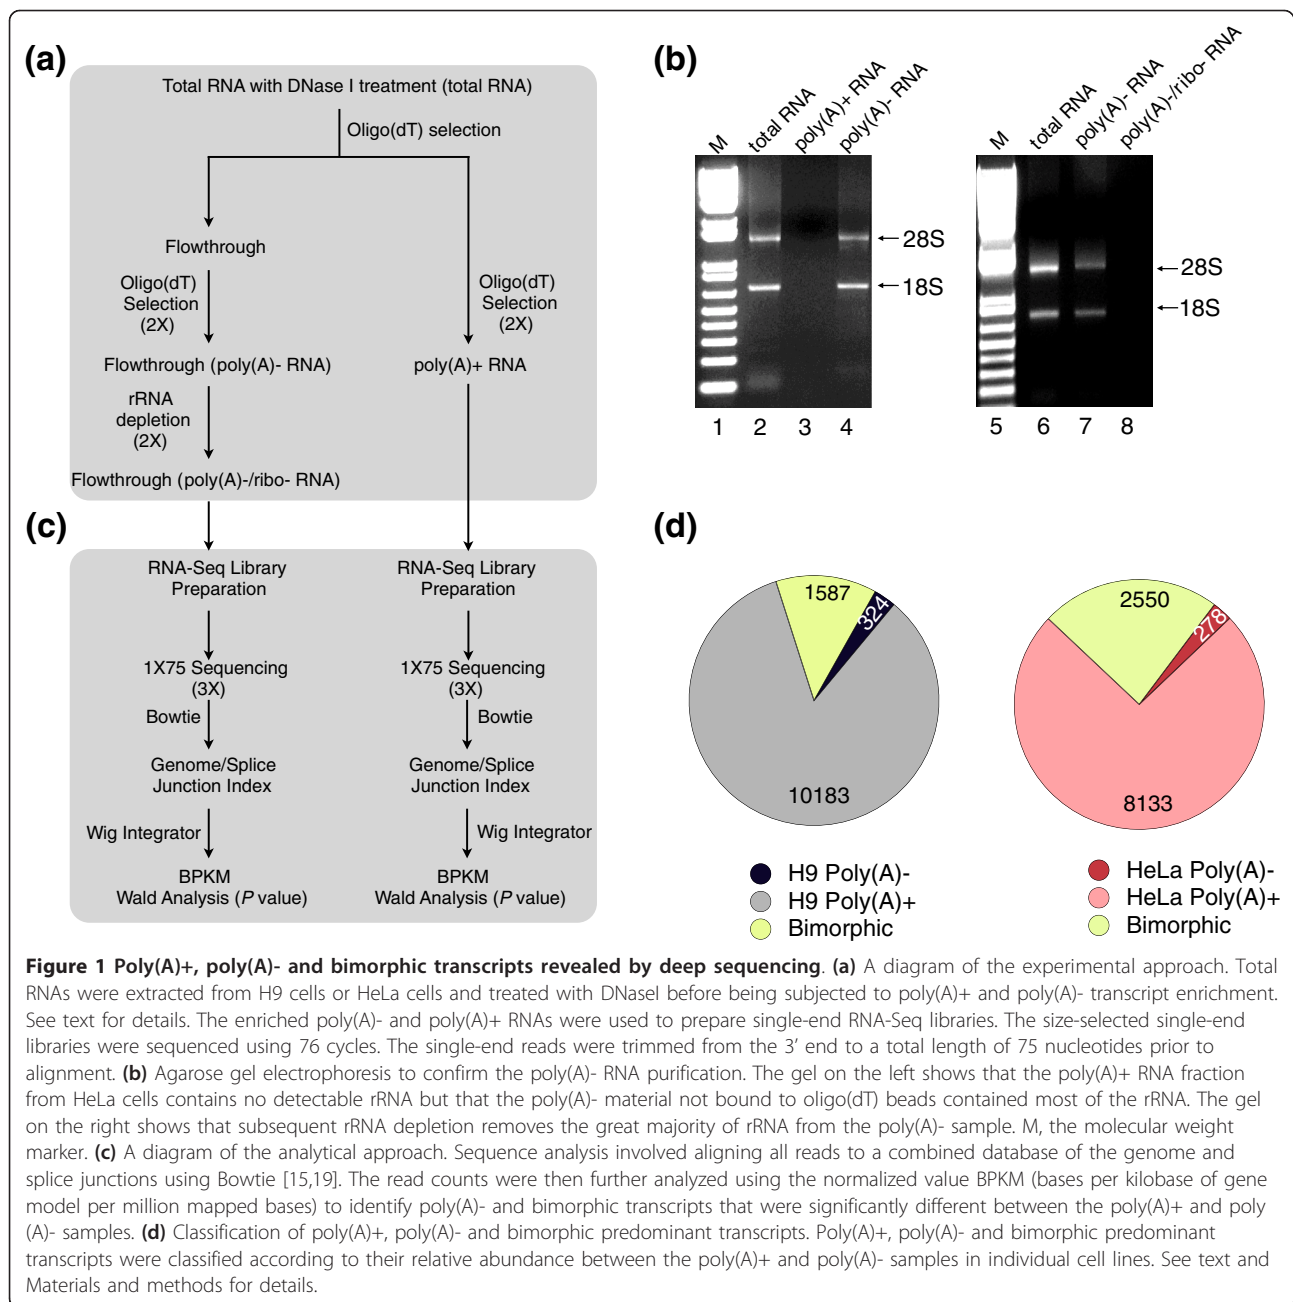 (a)
Total RNA with DNase I treatment (total RNA)
Oligo(dT) selection
Flowthrough
Oligo(dT)
Selection
(2X)
Oligo(dT)
Selection
(2X)
Flowthrough (poly(A)- RNA)
poly(A)+ RNA
rRNA
depletion
(2X)
Flowthrough (poly(A)-/ribo- RNA)
(b)
M
total RNA
poly(A)+ RNA
poly(A)- RNA
28S
18S
1
2
3
4
M
total RNA
poly(A)- RNA
poly(A)-/ribo- RNA
28S
18S
5
6
7
8
(c)
RNA-Seq Library
Preparation
RNA-Seq Library
Preparation
1X75 Sequencing
(3X)
1X75 Sequencing
(3X)
Bowtie
Bowtie
Genome/Splice
Junction Index
Genome/Splice
Junction Index
Wig Integrator
Wig Integrator
BPKM
Wald Analysis (P value)
BPKM
Wald Analysis (P value)
(d)
1587
324
10183
H9 Poly(A)-
H9 Poly(A)+
Bimorphic
2550
278
8133
HeLa Poly(A)-
HeLa Poly(A)+
Bimorphic
Figure 1 Poly(A)+, poly(A)- and bimorphic transcripts revealed by deep sequencing. (a) A diagram of the experimental approach. Total
RNAs were extracted from H9 cells or HeLa cells and treated with DNaseI before being subjected to poly(A)+ and poly(A)- transcript enrichment.
See text for details. The enriched poly(A)- and poly(A)+ RNAs were used to prepare single-end RNA-Seq libraries. The size-selected single-end
libraries were sequenced using 76 cycles. The single-end reads were trimmed from the 3’ end to a total length of 75 nucleotides prior to
alignment. (b) Agarose gel electrophoresis to confirm the poly(A)- RNA purification. The gel on the left shows that the poly(A)+ RNA fraction
from HeLa cells contains no detectable rRNA but that the poly(A)- material not bound to oligo(dT) beads contained most of the rRNA. The gel
on the right shows that subsequent rRNA depletion removes the great majority of rRNA from the poly(A)- sample. M, the molecular weight
marker. (c) A diagram of the analytical approach. Sequence analysis involved aligning all reads to a combined database of the genome and
splice junctions using Bowtie [15,19]. The read counts were then further analyzed using the normalized value BPKM (bases per kilobase of gene
model per million mapped bases) to identify poly(A)- and bimorphic transcripts that were significantly different between the poly(A)+ and poly
(A)- samples. (d) Classification of poly(A)+, poly(A)- and bimorphic predominant transcripts. Poly(A)+, poly(A)- and bimorphic predominant
transcripts were classified according to their relative abundance between the poly(A)+ and poly(A)- samples in individual cell lines. See text and
Materials and methods for details.